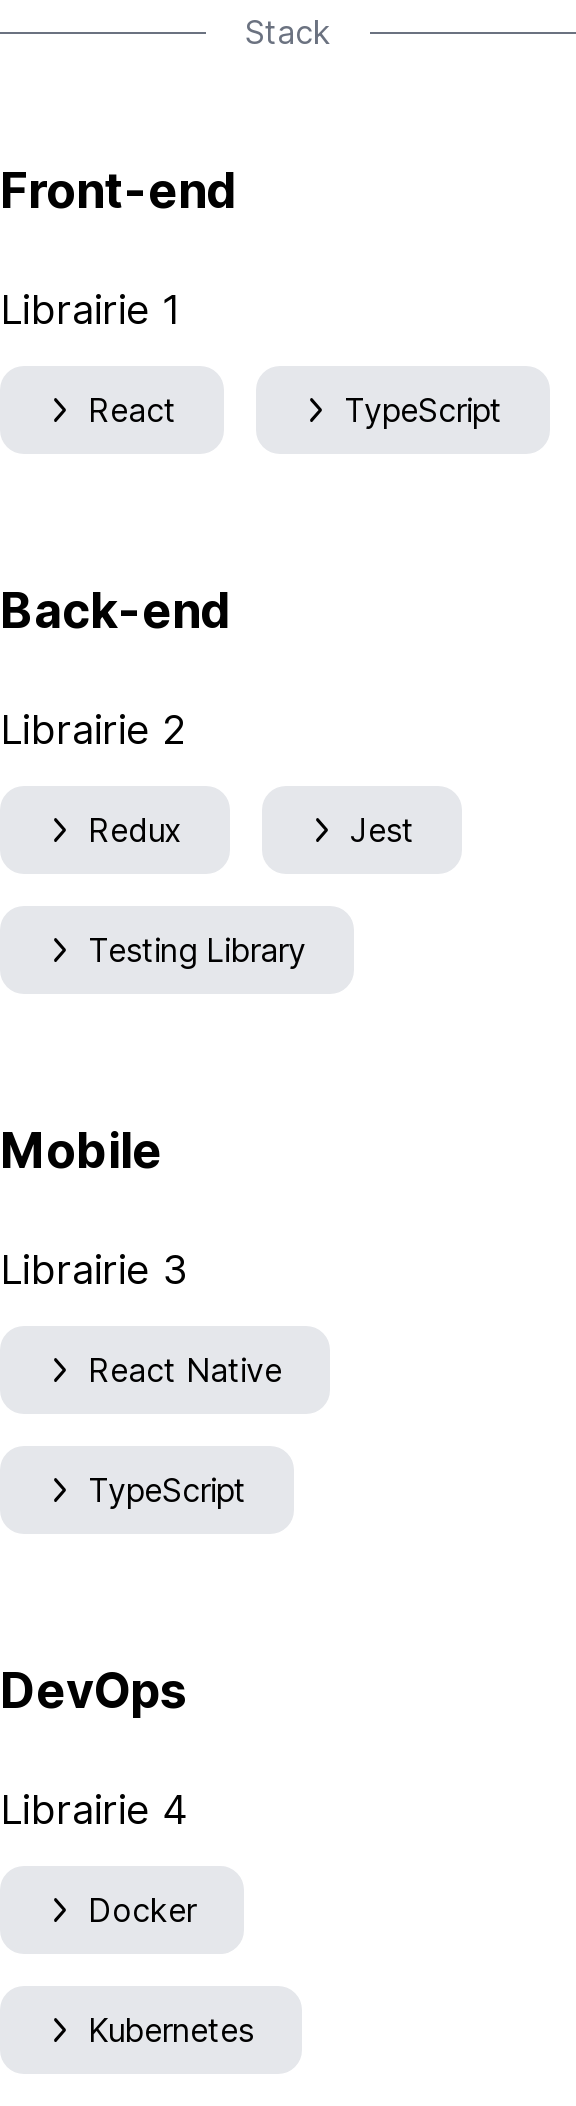 Stack
Front-end
Librairie 1
React TypeScript
Back-end
Librairie 2
Redux Jest
Testing Library
Mobile
Librairie 3
React Native
TypeScript
DevOps
Librairie 4
Docker
Kubernetes